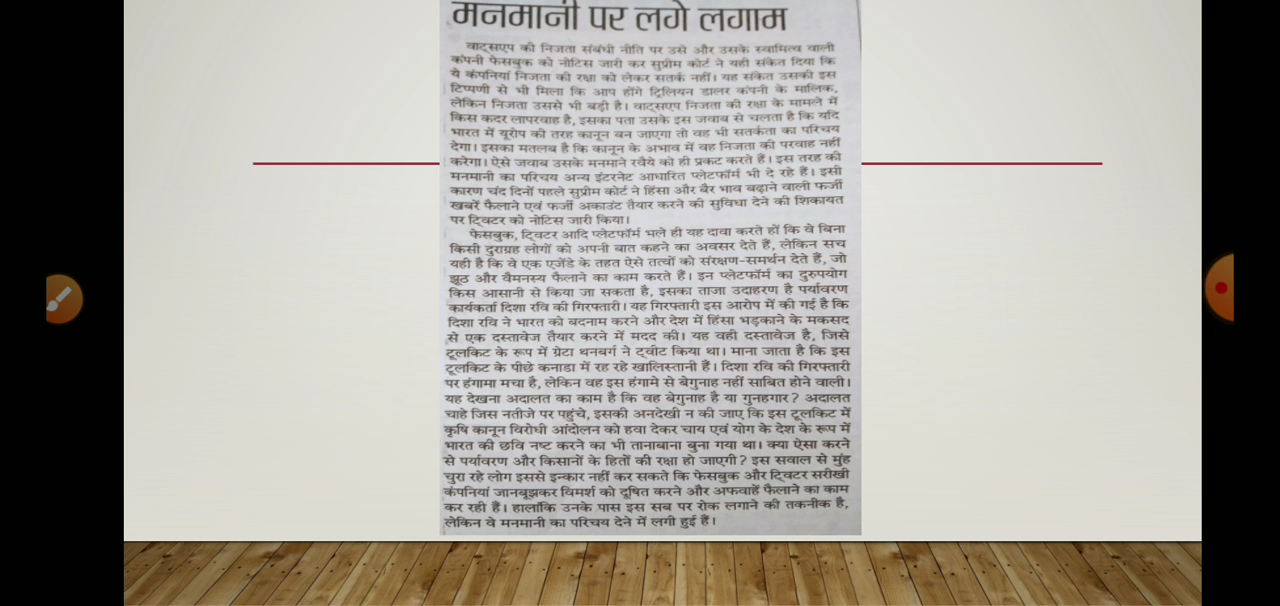 मनमानी पर लगे लगाम
वाट्सएप की निजता संबंधी नीति पर उसे और उसके स्वामित्व वाली
कंपनी फेसबुक को नोटिस जारी कर सुप्रीम कोर्ट ने यही संकेत दिया कि
ये कंपनियां निजता की रक्षा को लेकर सतर्क नहीं। यह संकेत उसकी इस
टिप्पणी से भी मिला कि आप होंगे ट्रिलियन डालर कंपनी के मालिक,
लेकिन निजता उससे भी बड़ी है। वाट्सएप निजता की रक्षा के मामले में
किस कदर लापरवाह है, इसका पता उसके इस जवाब से चलता है कि यदि
भारत में यूरोप की तरह कानून बन जाएगा तो वह भी सतर्कता का परिचय
देगा। इसका मतलब है कि कानून के अभाव में वह निजता की परवाह नहीं
करेगा। ऐसे जवाब उसके मनमाने रवैये को ही प्रकट करते हैं। इस तरह की
मनमानी का परिचय अन्य इंटरनेट आधारित प्लेटफॉर्म भी दे रहे हैं। इसी
कारण चंद दिनों पहले सुप्रीम कोर्ट ने हिंसा और बैर भाव बढ़ाने वाली फर्जी
खबरें फैलाने एवं फर्जी अकाउंट तैयार करने की सुविधा देने की शिकायत
पर ट्विटर को नोटिस जारी किया।
फेसबुक, ट्विटर आदि प्लेटफॉर्म भले ही यह दावा करते हों कि वे बिना
किसी दुराग्रह लोगों को अपनी बात कहने का अवसर देते हैं, लेकिन सच
यही है कि वे एक एजेंडे के तहत ऐसे तत्वों को संरक्षण-समर्थन देते हैं, जो
झूठ और वैमनस्य फैलाने का काम करते हैं। इन प्लेटफॉर्म का दुरुपयोग
किस आसानी से किया जा सकता है, इसका ताजा उदाहरण है पर्यावरण
कार्यकर्ता दिशा रवि की गिरफ्तारी। यह गिरफ्तारी इस आरोप में की गई है कि
दिशा रवि ने भारत को बदनाम करने और देश में हिंसा भड़काने के मकसद
से एक दस्तावेज तैयार करने में मदद की। यह वही दस्तावेज है, जिसे
टूलकिट के रूप में ग्रेटा थनबर्ग ने ट्वीट किया था। माना जाता है कि इस
टूलकिट के पीछे कनाडा में रह रहे खालिस्तानी हैं। दिशा रवि की गिरफ्तारी
पर हंगामा मचा है, लेकिन वह इस हंगामे से बेगुनाह नहीं साबित होने वाली।
यह देखना अदालत का काम है कि वह बेगुनाह है या गुनहगार? अदालत
चाहे जिस नतीजे पर पहुंचे, इसकी अनदेखी न की जाए कि इस टूलकिट में
कृषि कानून विरोधी आंदोलन को हवा देकर चाय एवं योग के देश के रूप में
भारत की छवि नष्ट करने का भी तानाबाना बुना गया था। क्या ऐसा करने
से पर्यावरण और किसानों के हितों की रक्षा हो जाएगी? इस सवाल से मुंह
चुरा रहे लोग इससे इन्कार नहीं कर सकते कि फेसबुक और ट्विटर सरीखी
कंपनियां जानबूझकर विमर्श को दूषित करने और अफवाहें फैलाने का काम
कर रही हैं। हालांकि उनके पास इस सब पर रोक लगाने की तकनीक है,
लेकिन वे मनमानी का परिचय देने में लगी हुई हैं।